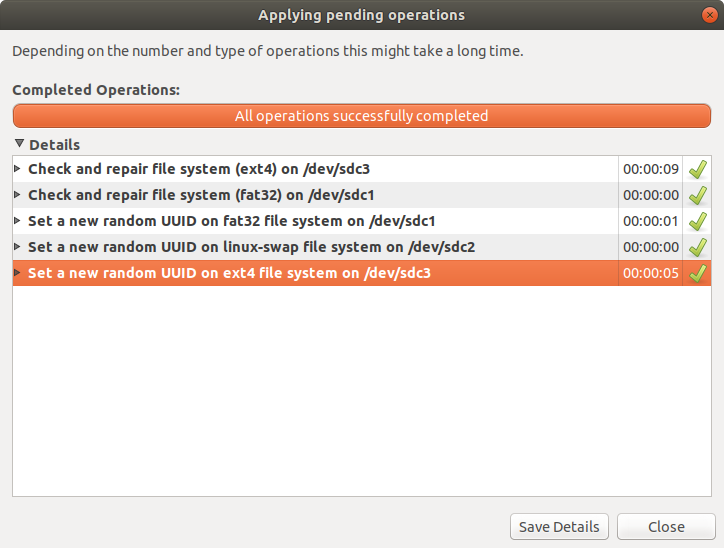 Applying pending operations
Depending on the number and type of operations this might take a long time.
Completed Operations:
All operations successfully completed
Details
Check and repair file system (ext4) on /dev/sdc3 00:00:09
Check and repair file system (fat32) on /dev/sdc1 00:00:00
Set a new random UUID on fat32 file system on /dev/sdc1 00:00:01
Set a new random UUID on linux-swap file system on /dev/sdc2 00:00:00
Set a new random UUID on ext4 file system on /dev/sdc3 00:00:05
Save Details Close